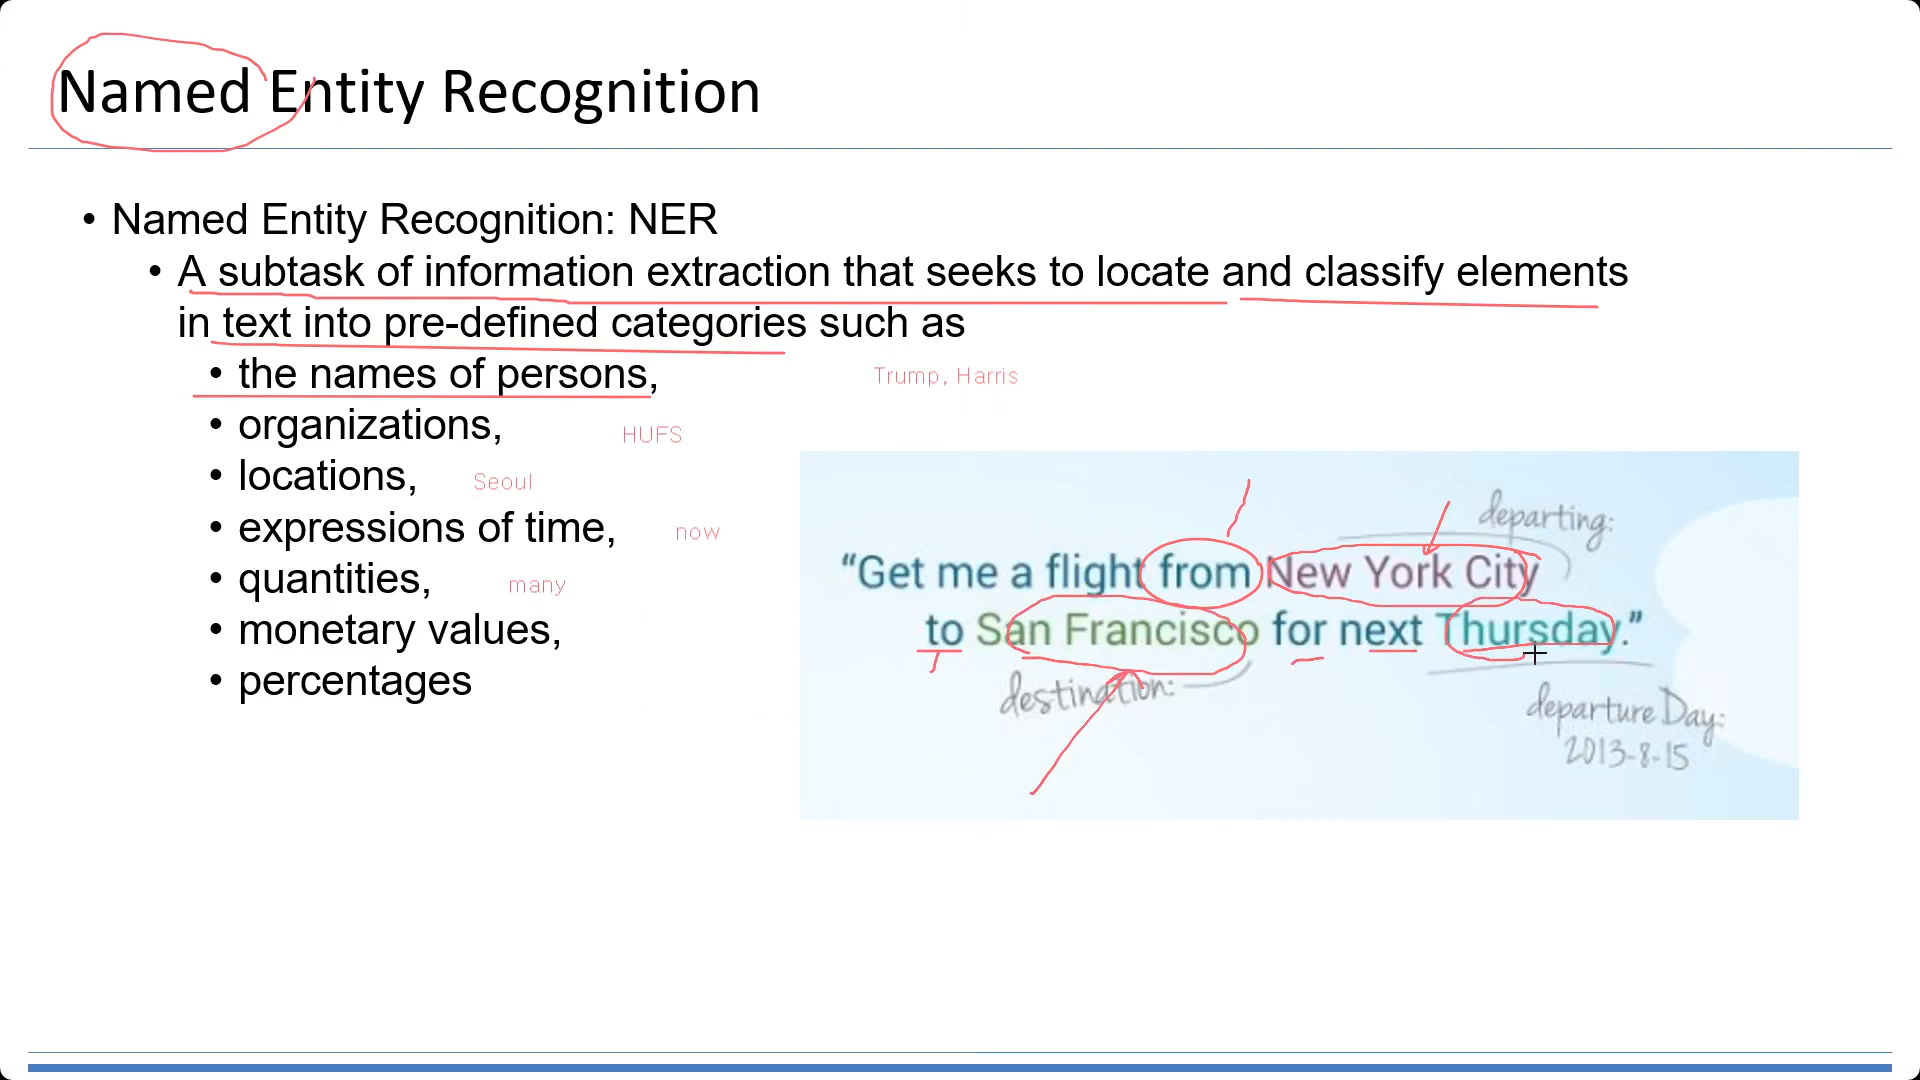 Named Entity Recognition
• Named Entity Recognition: NER
• A subtask of information extraction that seeks to locate and classify elements
in text into pre-defined categories such as
• the names of persons,
Trump, Harris
• organizations,
HUFS
• locations,
Seoul
• expressions of time,
now
• quantities,
many
• monetary values,
• percentages
departing:
“Get me a flight from New York City
to San Francisco for next Thursday.”
destination:
departure Day:
2013-8-15